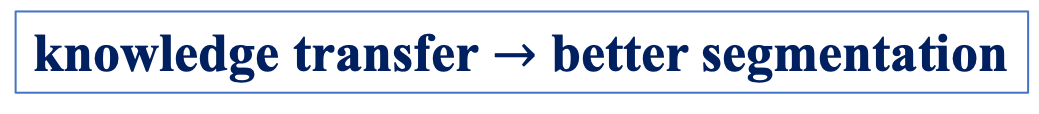 knowledge transfer → better segmentation